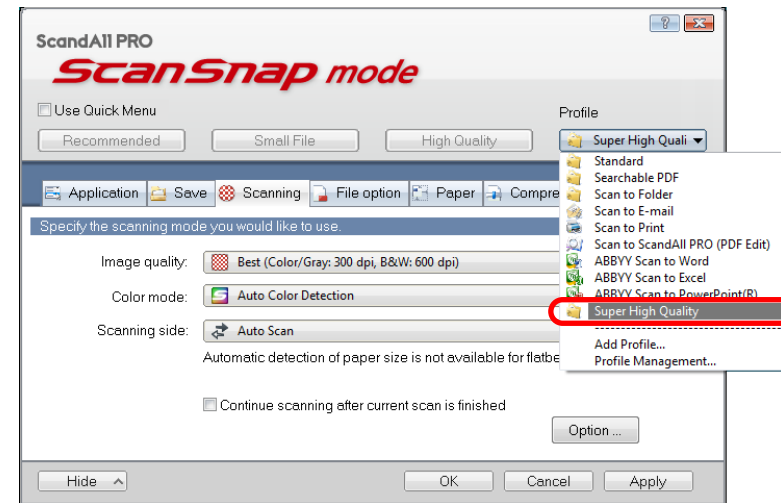 ScandAll PRO
ScanSnap mode
Use Quick Menu
Profile
Recommended
Small File
High Quality
Super High Quali
Standard
Searchable PDF
Scan to Folder
Scan to E-mail
Scan to Print
Scan to ScandAll PRO (PDF Edit)
ABBYY Scan to Word
ABBYY Scan to Excel
ABBYY Scan to PowerPoint(R)
Super High Quality
Add Profile...
Profile Management...
Application
Save
Scanning
File option
Paper
Compre
Specify the scanning mode you would like to use.
Image quality:
Best (Color/Gray: 300 dpi, B&W: 600 dpi)
Color mode:
Auto Color Detection
Scanning side:
Auto Scan
Automatic detection of paper size is not available for flatbe
Continue scanning after current scan is finished
Option ...
Hide
OK
Cancel
Apply